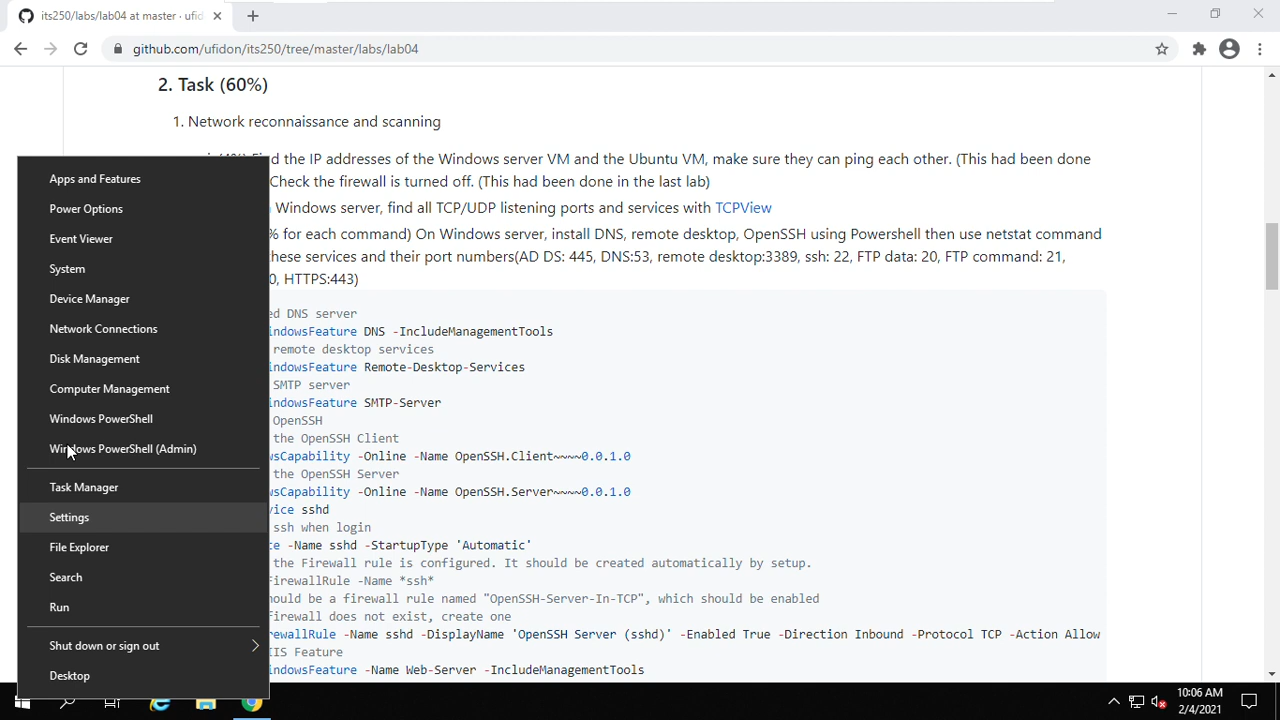 its250/labs/lab04 at master · ufid
github.com/ufidon/its250/tree/master/labs/lab04
2. Task (60%)
1. Network reconnaissance and scanning
the IP addresses of the Windows server VM and the Ubuntu VM, make sure they can ping each other. (This had been done
Check the firewall is turned off. (This had been done in the last lab)
Windows server, find all TCP/UDP listening ports and services with TCPView
% for each command) On Windows server, install DNS, remote desktop, OpenSSH using Powershell then use netstat command
hese services and their port numbers(AD DS: 445, DNS:53, remote desktop:3389, ssh: 22, FTP data: 20, FTP command: 21,
0, HTTPS:443)
ed DNS server
indowsFeature DNS -IncludeManagementTools
remote desktop services
indowsFeature Remote-Desktop-Services
SMTP server
indowsFeature SMTP-Server
OpenSSH
the OpenSSH Client
wsCapability -Online -Name OpenSSH.Client~~~~0.0.1.0
the OpenSSH Server
wsCapability -Online -Name OpenSSH.Server~~~~0.0.1.0
vice sshd
ssh when login
ce -Name sshd -StartupType 'Automatic'
the Firewall rule is configured. It should be created automatically by setup.
FirewallRule -Name *ssh*
hould be a firewall rule named "OpenSSH-Server-In-TCP", which should be enabled
firewall does not exist, create one
rewallRule -Name sshd -DisplayName 'OpenSSH Server (sshd)' -Enabled True -Direction Inbound -Protocol TCP -Action Allow
IIS Feature
indowsFeature -Name Web-Server -IncludeManagementTools
Apps and Features
Power Options
Event Viewer
System
Device Manager
Network Connections
Disk Management
Computer Management
Windows PowerShell
Windows PowerShell (Admin)
Task Manager
Settings
File Explorer
Search
Run
Shut down or sign out
Desktop
10:06 AM
2/4/2021